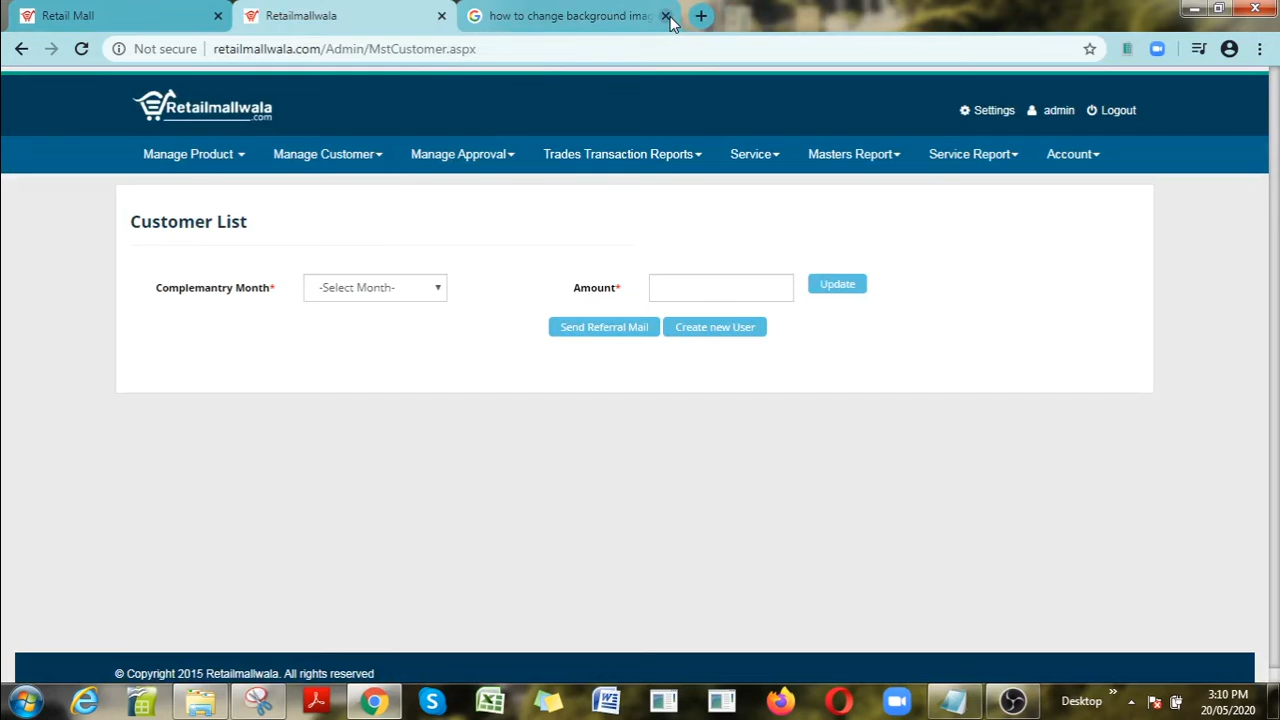 Retail Mall
Retailmallwala
how to change background imag
Not secure
retailmallwala.com/Admin/MstCustomer.aspx
Retailmallwala
.com
Settings admin Logout
Manage Product Manage Customer Manage Approval Trades Transaction Reports Service Masters Report Service Report Account
Customer List
Complemantry Month* -Select Month- Amount* Update
Send Referral Mail Create new User
© Copyright 2015 Retailmallwala. All rights reserved
Desktop
3:10 PM
20/05/2020